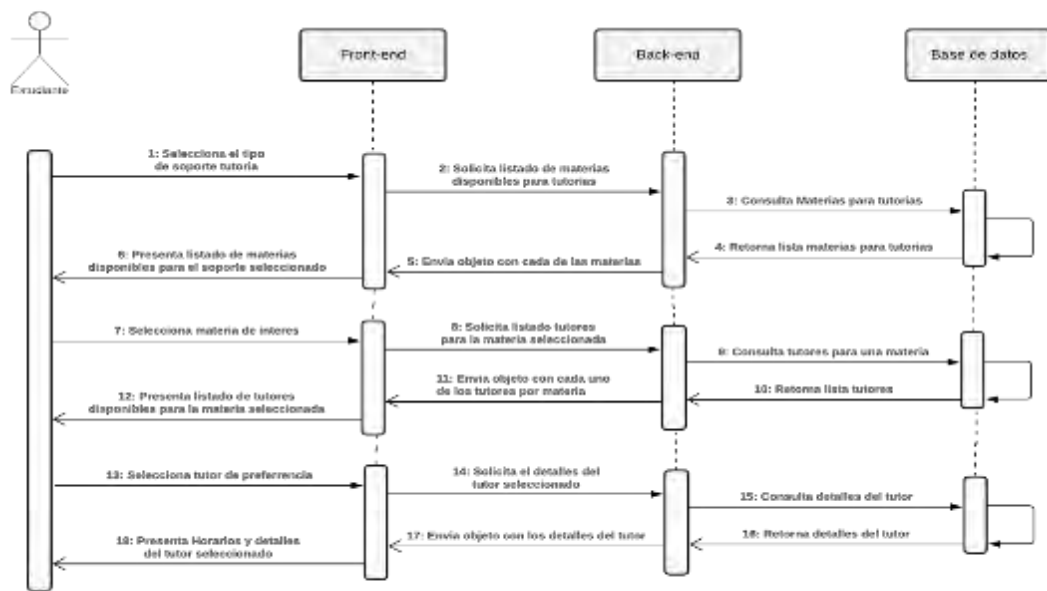 Front-end
Back-end
Base de datos
Estudiante
1: Selecciona el tipo
de soporte tutoria
2: Solicita listado de materias
disponibles para tutorias
3: Consulta Materias para tutorias
4: Retorna lista materias para tutorias
5: Envia objeto con cada de las materias
6: Presenta listado de materias
disponibles para el soporte seleccionado
7: Selecciona materia de interes
8: Solicita listado tutores
para la materia seleccionada
9: Consulta tutores para una materia
10: Retorna lista tutores
11: Envia objeto con cada uno
de los tutores por materia
12: Presenta listado de tutores
disponibles para la materia seleccionada
13: Selecciona tutor de preferrencia
14: Solicita el detalles del
tutor seleccionado
15: Consulta detalles del tutor
16: Retorna detalles del tutor
17: Envia objeto con los detalles del tutor
18: Presenta Horarios y detalles
del tutor seleccionado